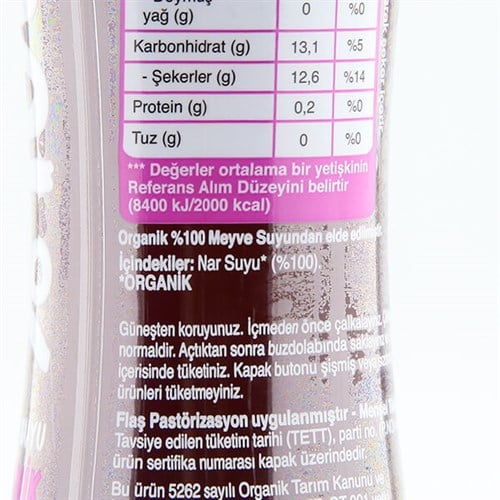 yağ (g) 0 %0
Karbonhidrat (g) 13,1 %5
- Şekerler (g) 12,6 %14
Protein (g) 0,2 %0
Tuz (g) 0 %0
*** Değerler ortalama bir yetişkinin
Referans Alım Düzeyini belirtir
(8400 kJ/2000 kcal)
Organik %100 Meyve Suyundan elde edilmiştir.
İçindekiler: Nar Suyu* (%100).
*ORGANİK
Güneşten koruyunuz. İçmeden önce çalkalayınız
normaldir. Açtıktan sonra buzdolabında saklayınız
içerisinde tüketiniz. Kapak butonu şişmiş veya
ürünleri tüketmeyiniz.
Flaş Pastörizasyon uygulanmıştır -
Tavsiye edilen tüketim tarihi (TETT), parti no.
ürün sertifika numarası kapak üzerindedir.
Bu ürün 5262 sayılı Organik Tarım Kanunu ve